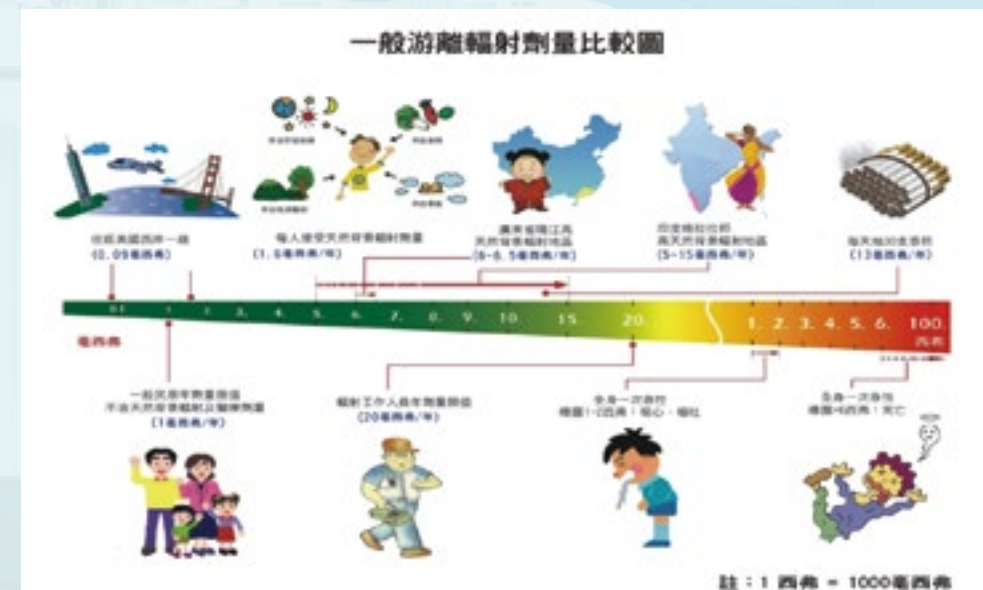 一般游離輻射劑量比較圖
往返美國西岸一趟
(0.09毫西弗)
每人接受天然背景輻射劑量
(1.6毫西弗/年)
廣東省陽江高
天然背景輻射地區
(6-6.5毫西弗/年)
印度喀拉拉邦
高天然背景輻射地區
(5-15毫西弗/年)
每天抽30支香菸
(13毫西弗/年)
1. 2. 3. 4. 5. 6. 7. 8. 9. 10. 15. 20. 1. 2. 3. 4. 5. 6. 100.
毫西弗
西弗
一般民眾年劑量限值
不含天然背景輻射及醫療劑量
(1毫西弗/年)
輻射工作人員年劑量限值
(20毫西弗/年)
全身一次急性
曝露1-2西弗：噁心、嘔吐
全身一次急性
曝露>6西弗：死亡
註：1 西弗 = 1000毫西弗